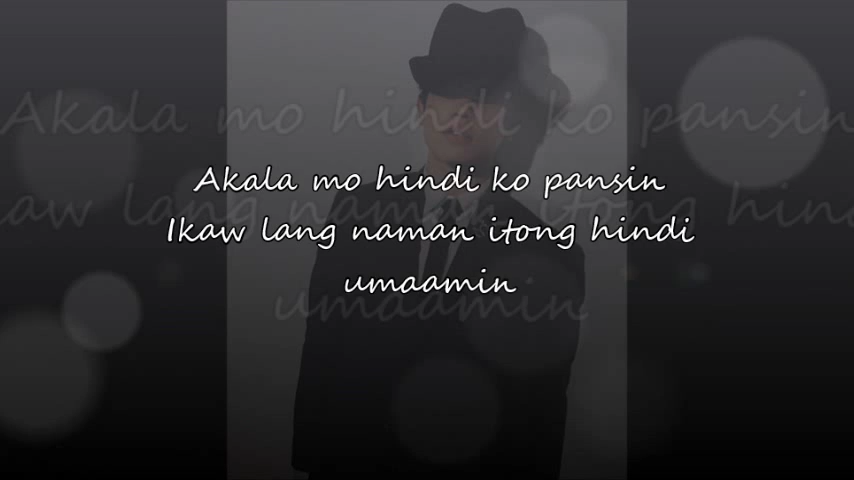 Akala mo hindi ko pansin
Ikaw lang naman itong hindi
umaamin